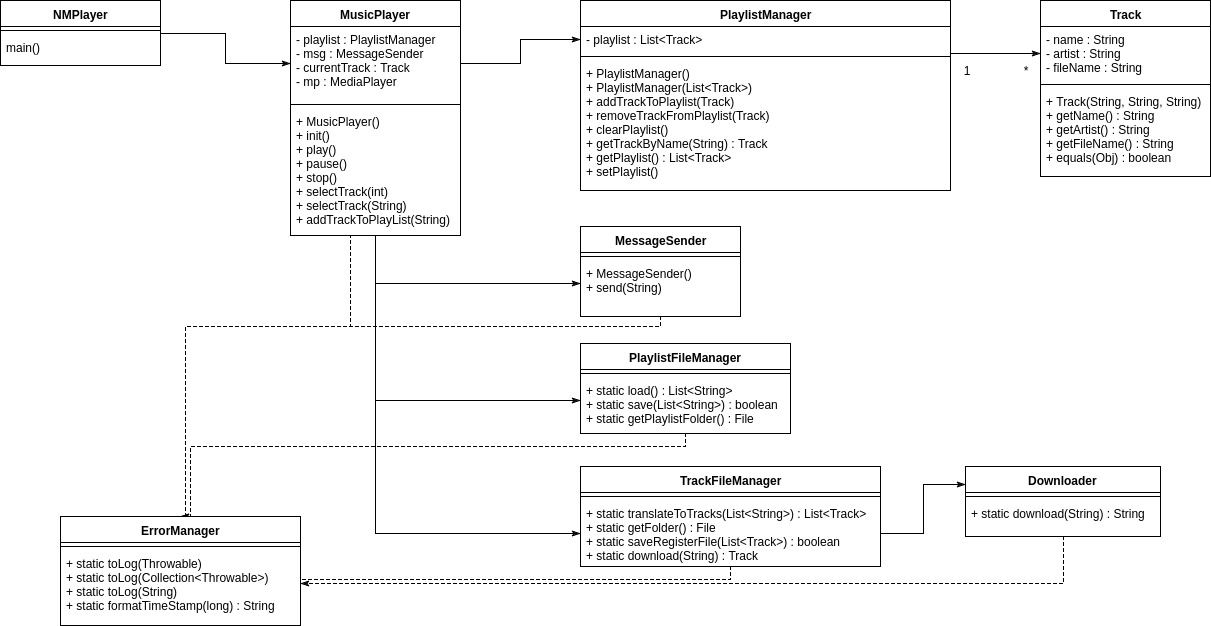 NMPlayer
main()
MusicPlayer
- playlist : PlaylistManager
- msg : MessageSender
- currentTrack : Track
- mp : MediaPlayer
+ MusicPlayer()
+ init()
+ play()
+ pause()
+ stop()
+ selectTrack(int)
+ selectTrack(String)
+ addTrackToPlayList(String)
PlaylistManager
- playlist : List<Track>
+ PlaylistManager()
+ PlaylistManager(List<Track>)
+ addTrackToPlaylist(Track)
+ removeTrackFromPlaylist(Track)
+ clearPlaylist()
+ getTrackByName(String) : Track
+ getPlaylist() : List<Track>
+ setPlaylist()
1 *
Track
- name : String
- artist : String
- fileName : String
+ Track(String, String, String)
+ getName() : String
+ getArtist() : String
+ getFileName() : String
+ equals(Obj) : boolean
MessageSender
+ MessageSender()
+ send(String)
PlaylistFileManager
+ static load() : List<String>
+ static save(List<String>) : boolean
+ static getPlaylistFolder() : File
TrackFileManager
+ static translateToTracks(List<String>) : List<Track>
+ static getFolder() : File
+ static saveRegisterFile(List<Track>) : boolean
+ static download(String) : Track
Downloader
+ static download(String) : String
ErrorManager
+ static toLog(Throwable)
+ static toLog(Collection<Throwable>)
+ static toLog(String)
+ static formatTimeStamp(long) : String